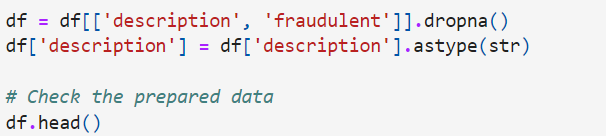 df = df[['description', 'fraudulent']].dropna()
df['description'] = df['description'].astype(str)
# Check the prepared data
df.head()